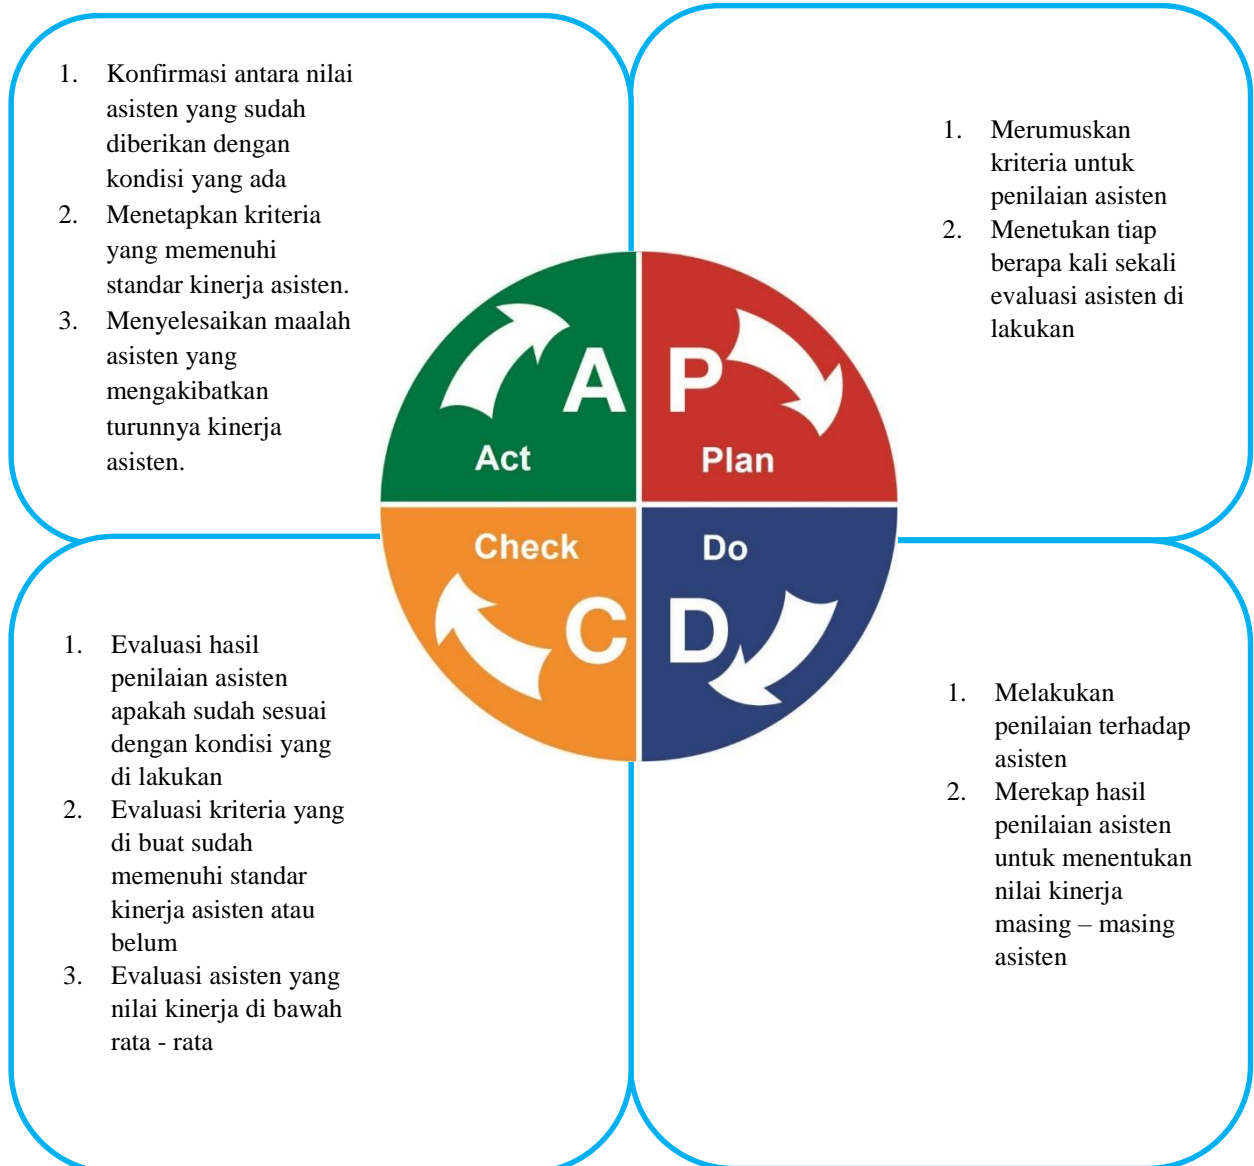 1. Konfirmasi antara nilai
asisten yang sudah
diberikan dengan
kondisi yang ada
2. Menetapkan kriteria
yang memenuhi
standar kinerja asisten.
3. Menyelesaikan maalah
asisten yang
mengakibatkan
turunnya kinerja
asisten.
1. Merumuskan
kriteria untuk
penilaian asisten
2. Menetukan tiap
berapa kali sekali
evaluasi asisten di
lakukan
A
Act
P
Plan
Check
C
Do
D
1. Evaluasi hasil
penilaian asisten
apakah sudah sesuai
dengan kondisi yang
di lakukan
2. Evaluasi kriteria yang
di buat sudah
memenuhi standar
kinerja asisten atau
belum
3. Evaluasi asisten yang
nilai kinerja di bawah
rata - rata
1. Melakukan
penilaian terhadap
asisten
2. Merekap hasil
penilaian asisten
untuk menentukan
nilai kinerja
masing – masing
asisten